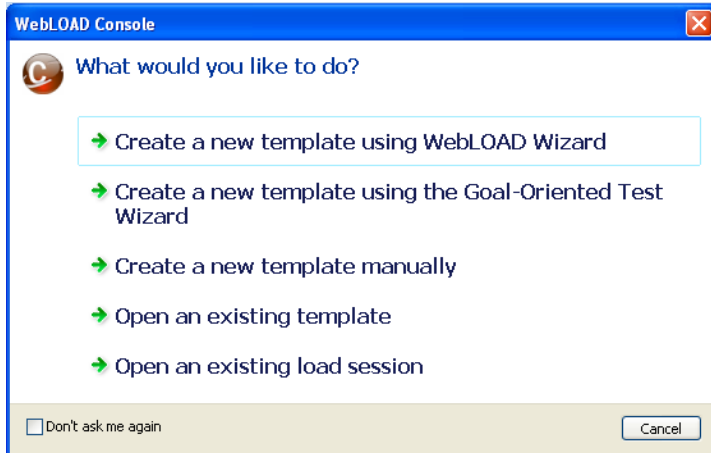 WebLOAD Console
What would you like to do?
Create a new template using WebLOAD Wizard
Create a new template using the Goal-Oriented Test
Wizard
Create a new template manually
Open an existing template
Open an existing load session
Don't ask me again
Cancel